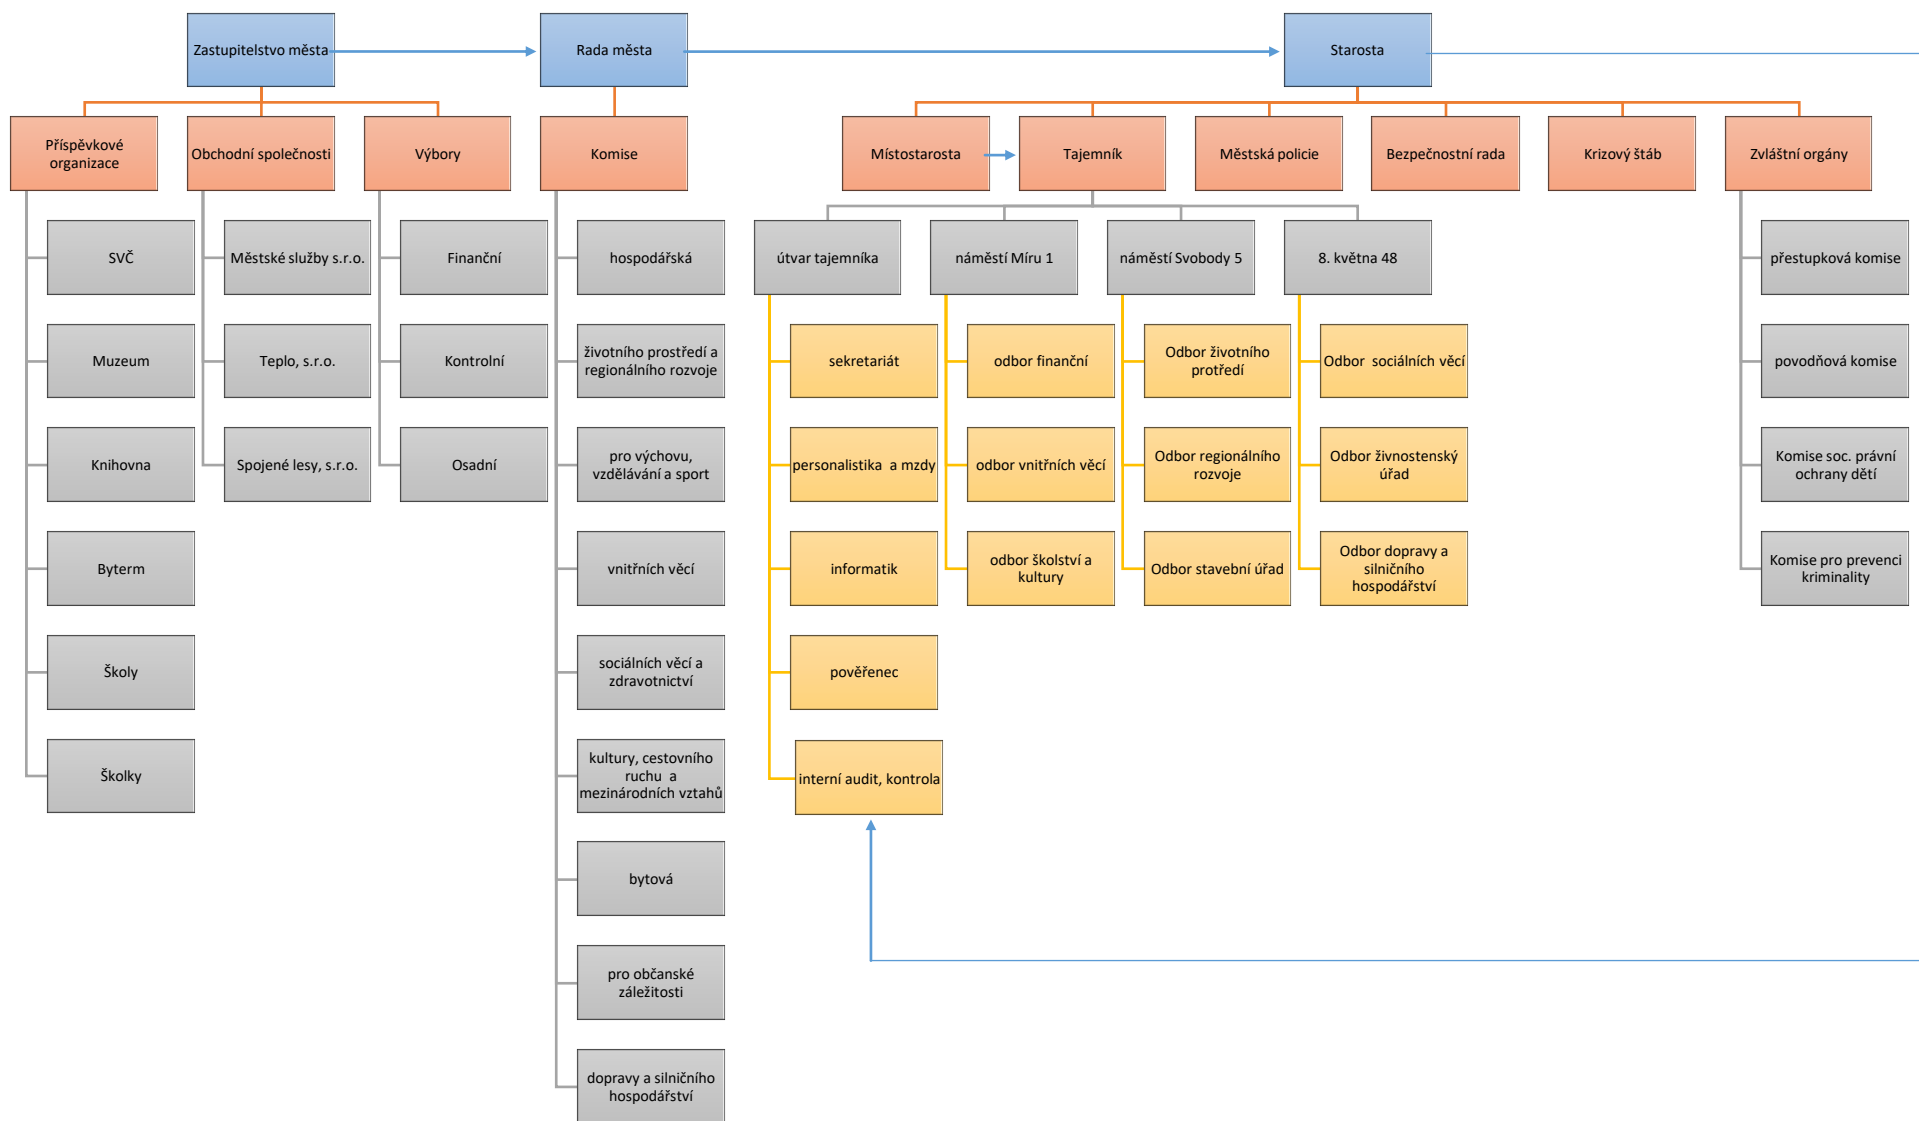 Zastupitelstvo města
Rada města
Starosta
Příspěvkové
organizace
Obchodní společnosti
Výbory
Komise
Místostarosta
Tajemník
Městská policie
Bezpečnostní rada
Krizový štáb
Zvláštní orgány
SVČ
Muzeum
Knihovna
Byterm
Školy
Školky
Městské služby s.r.o.
Teplo, s.r.o.
Spojené lesy, s.r.o.
Finanční
Kontrolní
Osadní
hospodářská
životního prostředí a
regionálního rozvoje
pro výchovu,
vzdělávání a sport
vnitřních věcí
sociálních věcí a
zdravotnictví
kultury, cestovního
ruchu a
mezinárodních vztahů
bytová
pro občanské
záležitosti
dopravy a silničního
hospodářství
útvar tajemníka
sekretariát
personalistika a mzdy
informatik
pověřenec
interní audit, kontrola
náměstí Míru 1
odbor finanční
odbor vnitřních věcí
odbor školství a
kultury
náměstí Svobody 5
Odbor životního
protředí
Odbor regionálního
rozvoje
Odbor stavební úřad
8. května 48
Odbor sociálních věcí
Odbor živnostenský
úřad
Odbor dopravy a
silničního
hospodářství
přestupková komise
povodňová komise
Komise soc. právní
ochrany dětí
Komise pro prevenci
kriminality